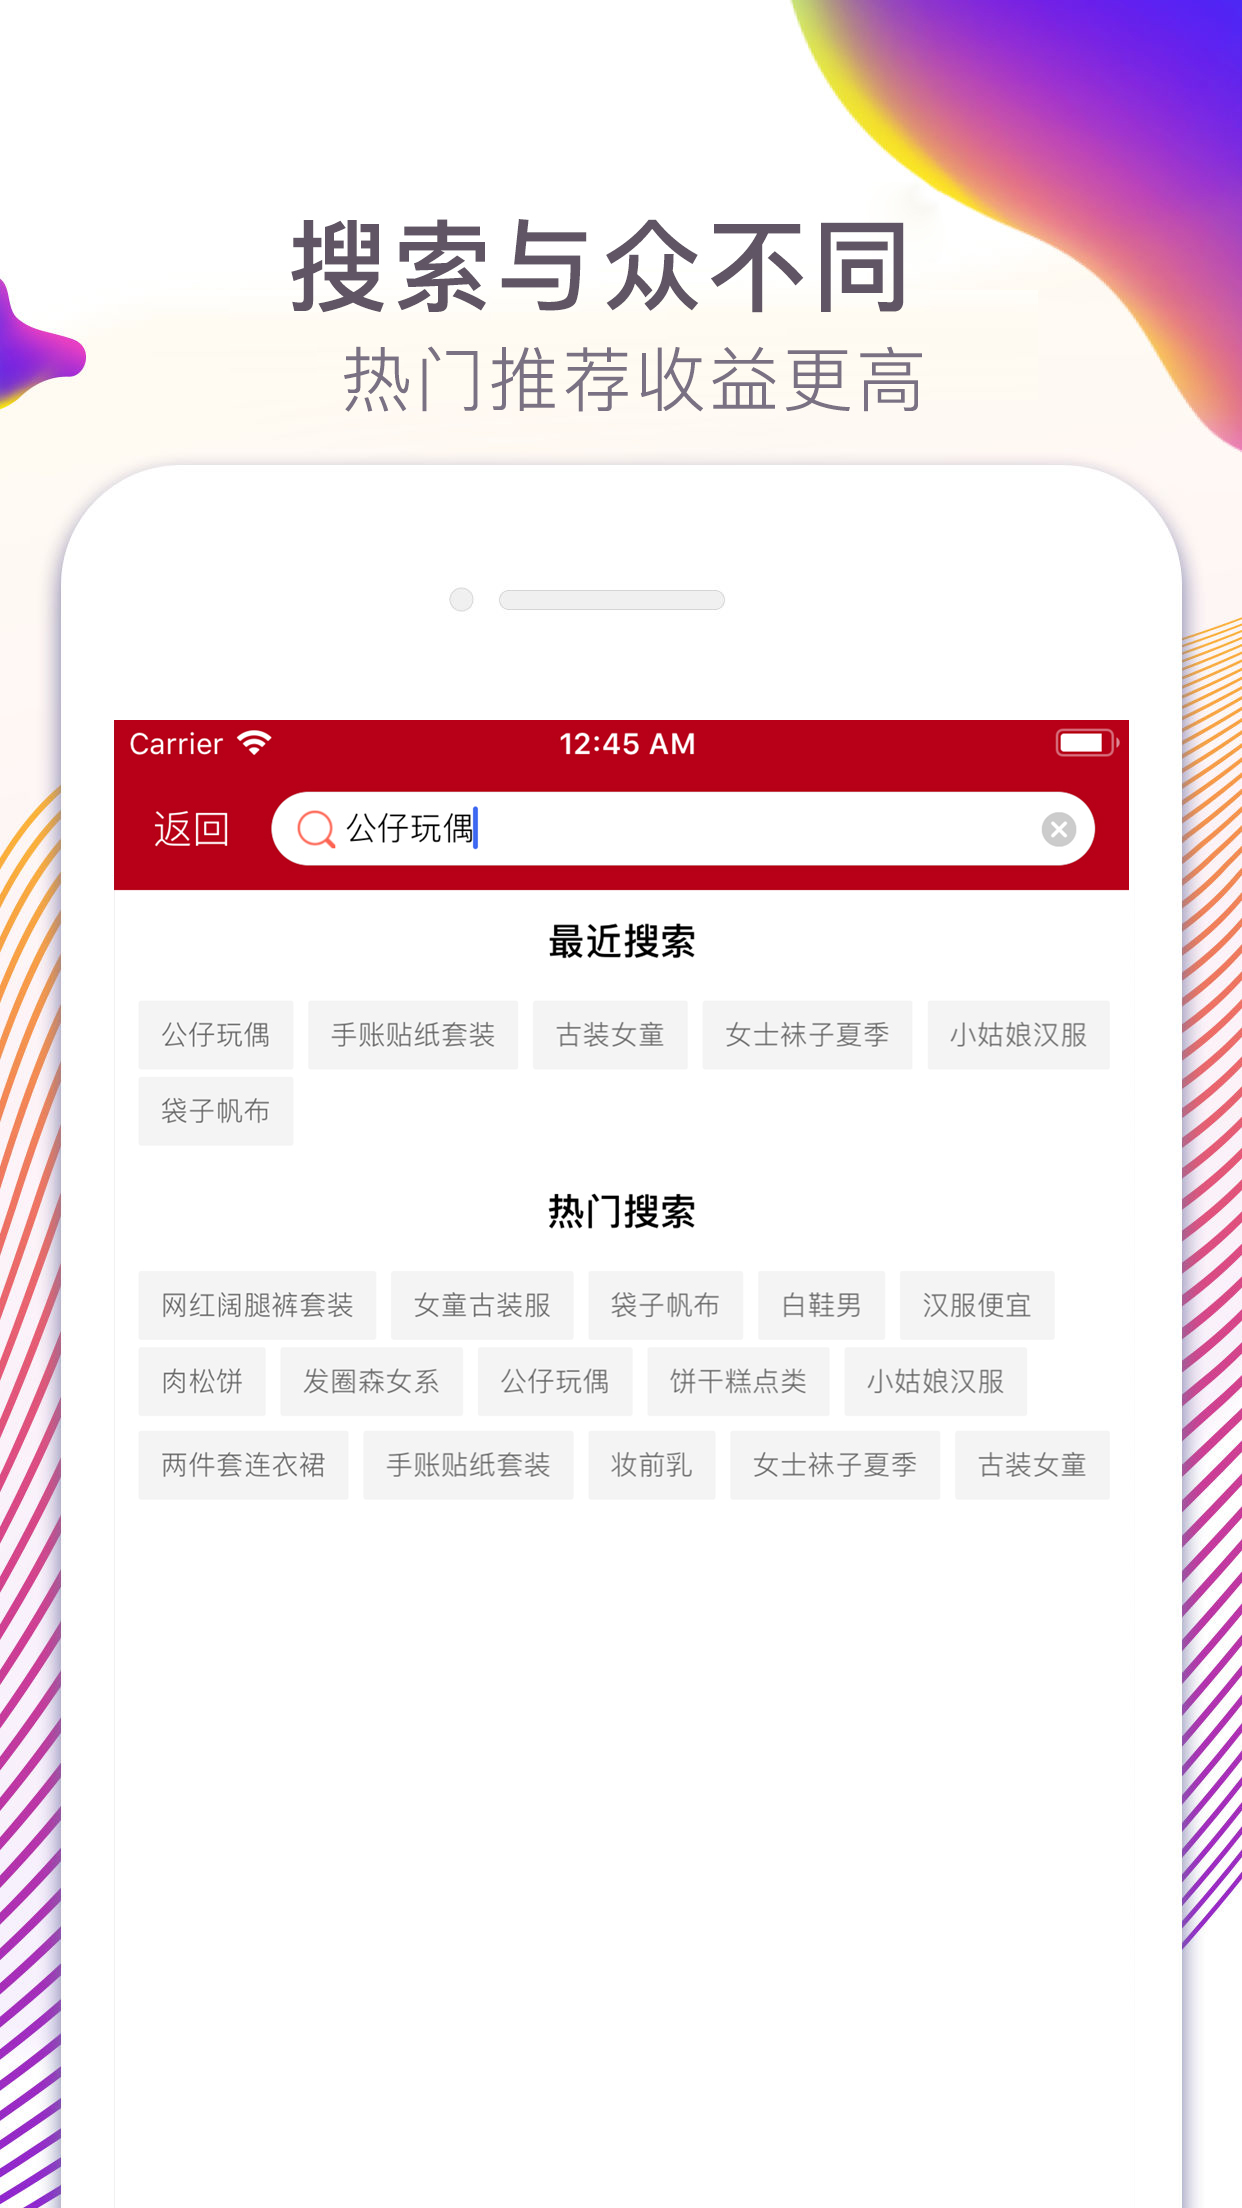 搜索与众不同
热门推荐收益更高
Carrier 12:45 AM
返回 公仔玩偶
最近搜索
公仔玩偶 手账贴纸套装 古装女童 女士袜子夏季 小姑娘汉服
袋子帆布
热门搜索
网红阔腿裤套装 女童古装服 袋子帆布 白鞋男 汉服便宜
肉松饼 发圈森女系 公仔玩偶 饼干糕点类 小姑娘汉服
两件套连衣裙 手账贴纸套装 妆前乳 女士袜子夏季 古装女童